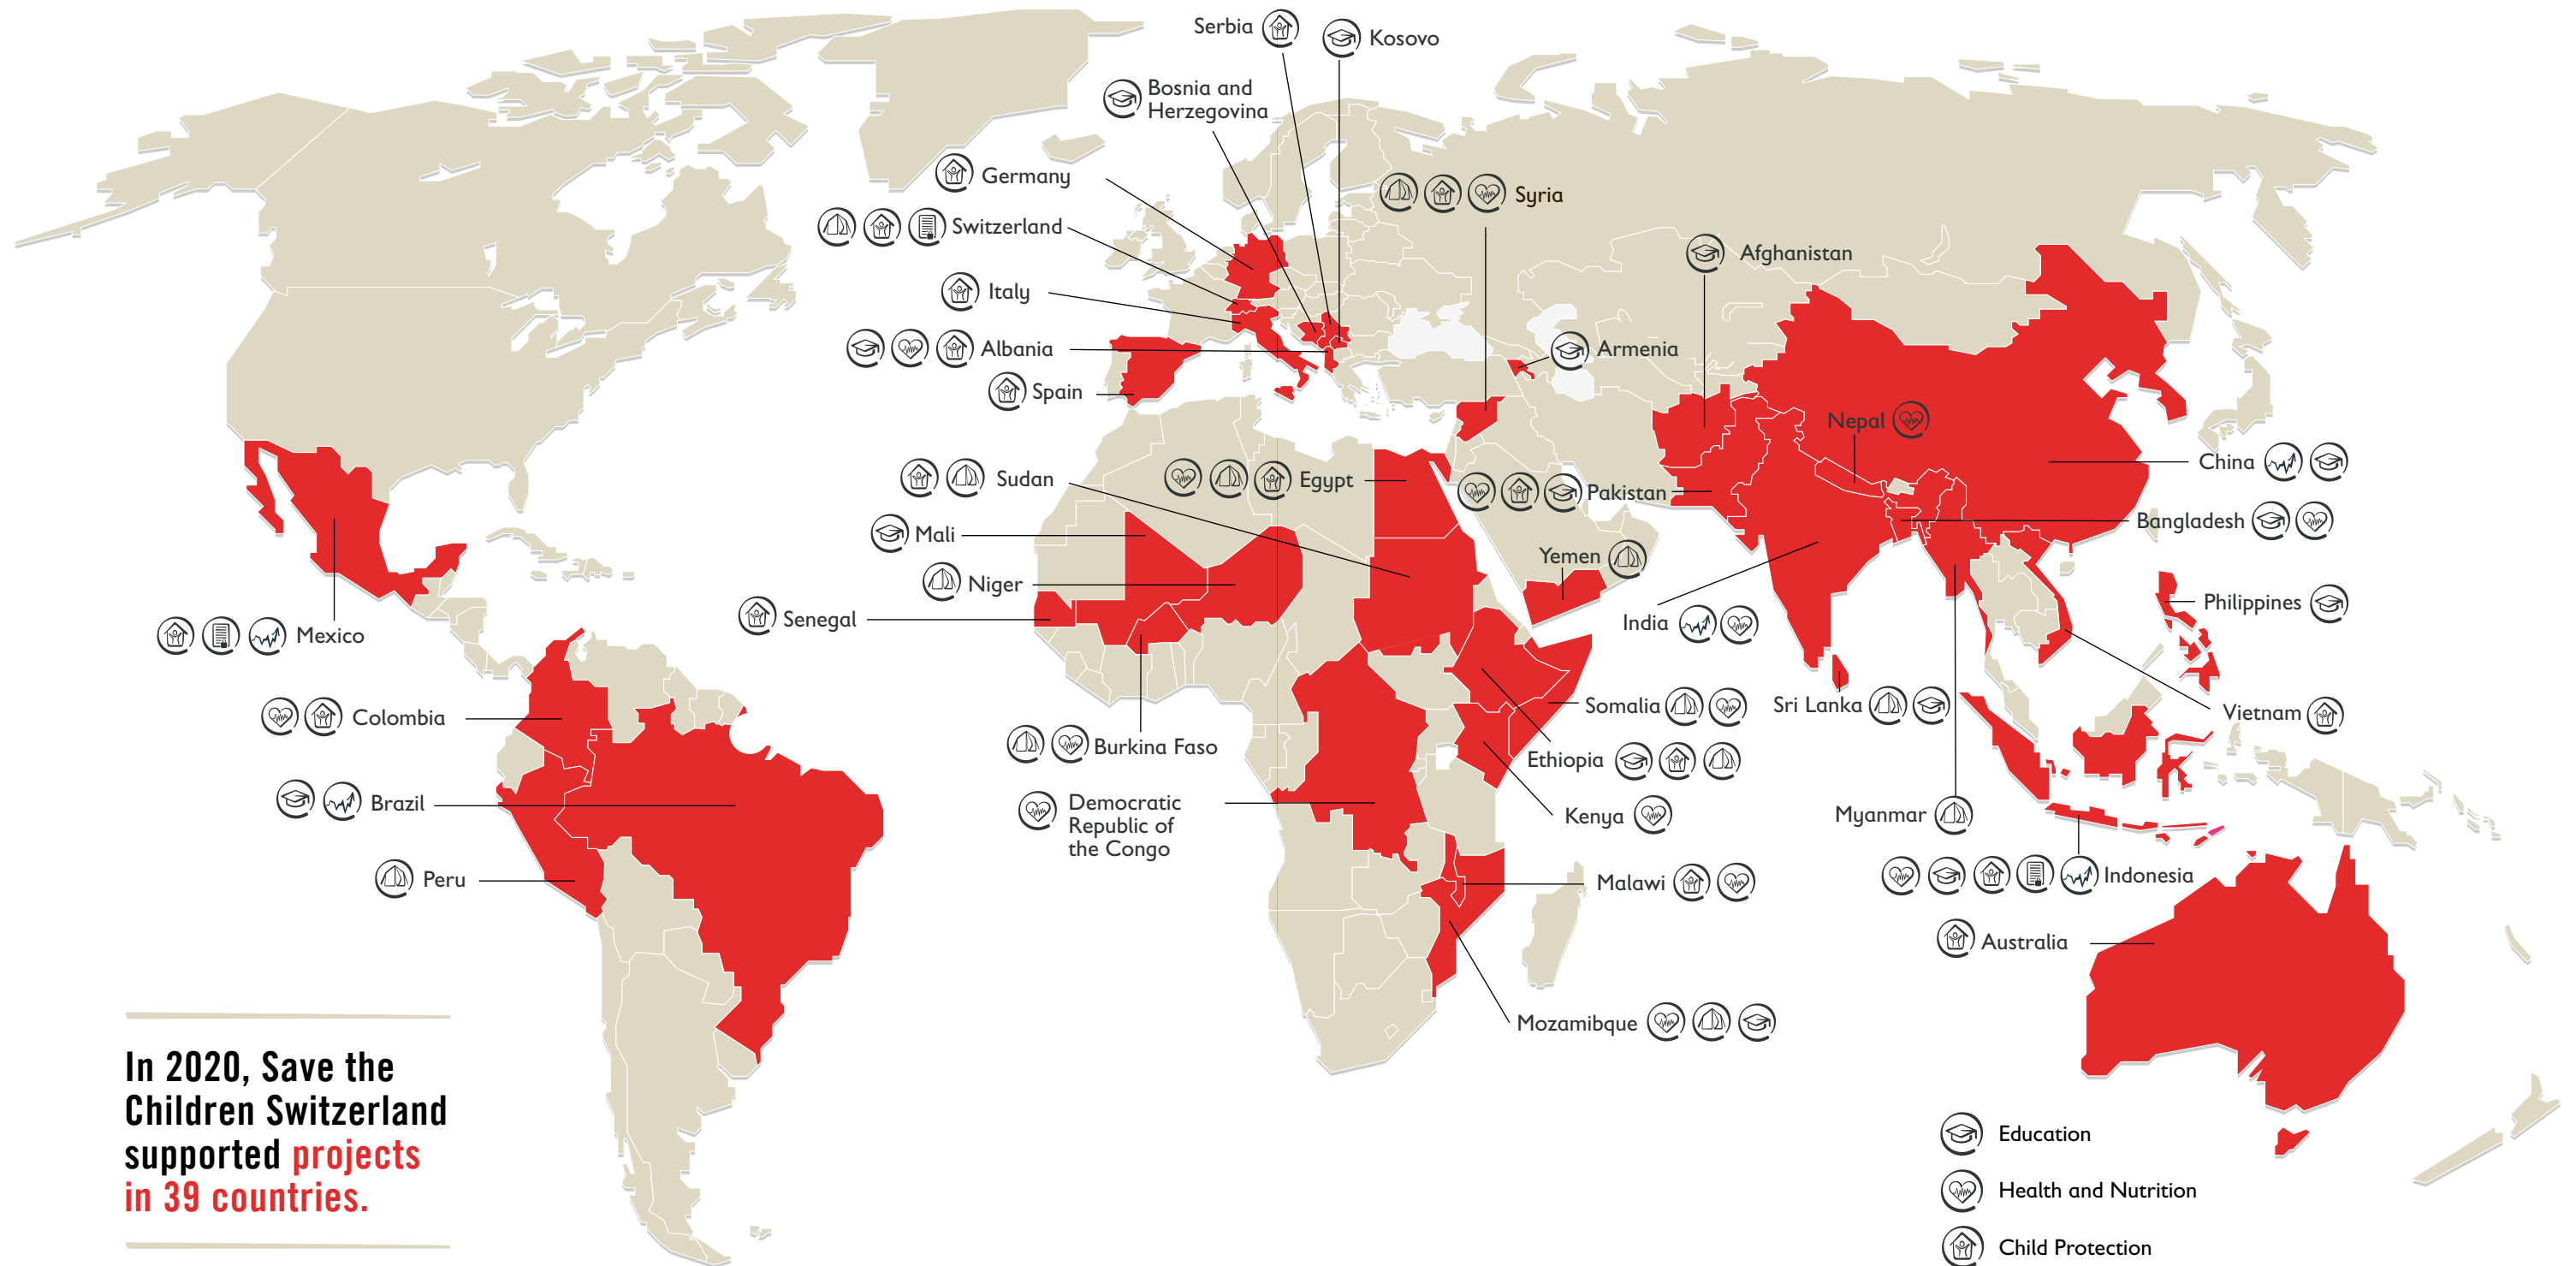 Serbia
Kosovo
Bosnia and
Herzegovina
Germany
Syria
Switzerland
Afghanistan
Italy
Albania
Armenia
Spain
Nepal
China
Sudan
Egypt
Pakistan
Bangladesh
Mali
Yemen
Niger
Philippines
Senegal
India
Mexico
Somalia
Sri Lanka
Vietnam
Colombia
Burkina Faso
Ethiopia
Brazil
Democratic
Republic of
the Congo
Kenya
Myanmar
Peru
Malawi
Indonesia
Australia
Mozamibque
In 2020, Save the
Children Switzerland
supported projects
in 39 countries.
Education
Health and Nutrition
Child Protection